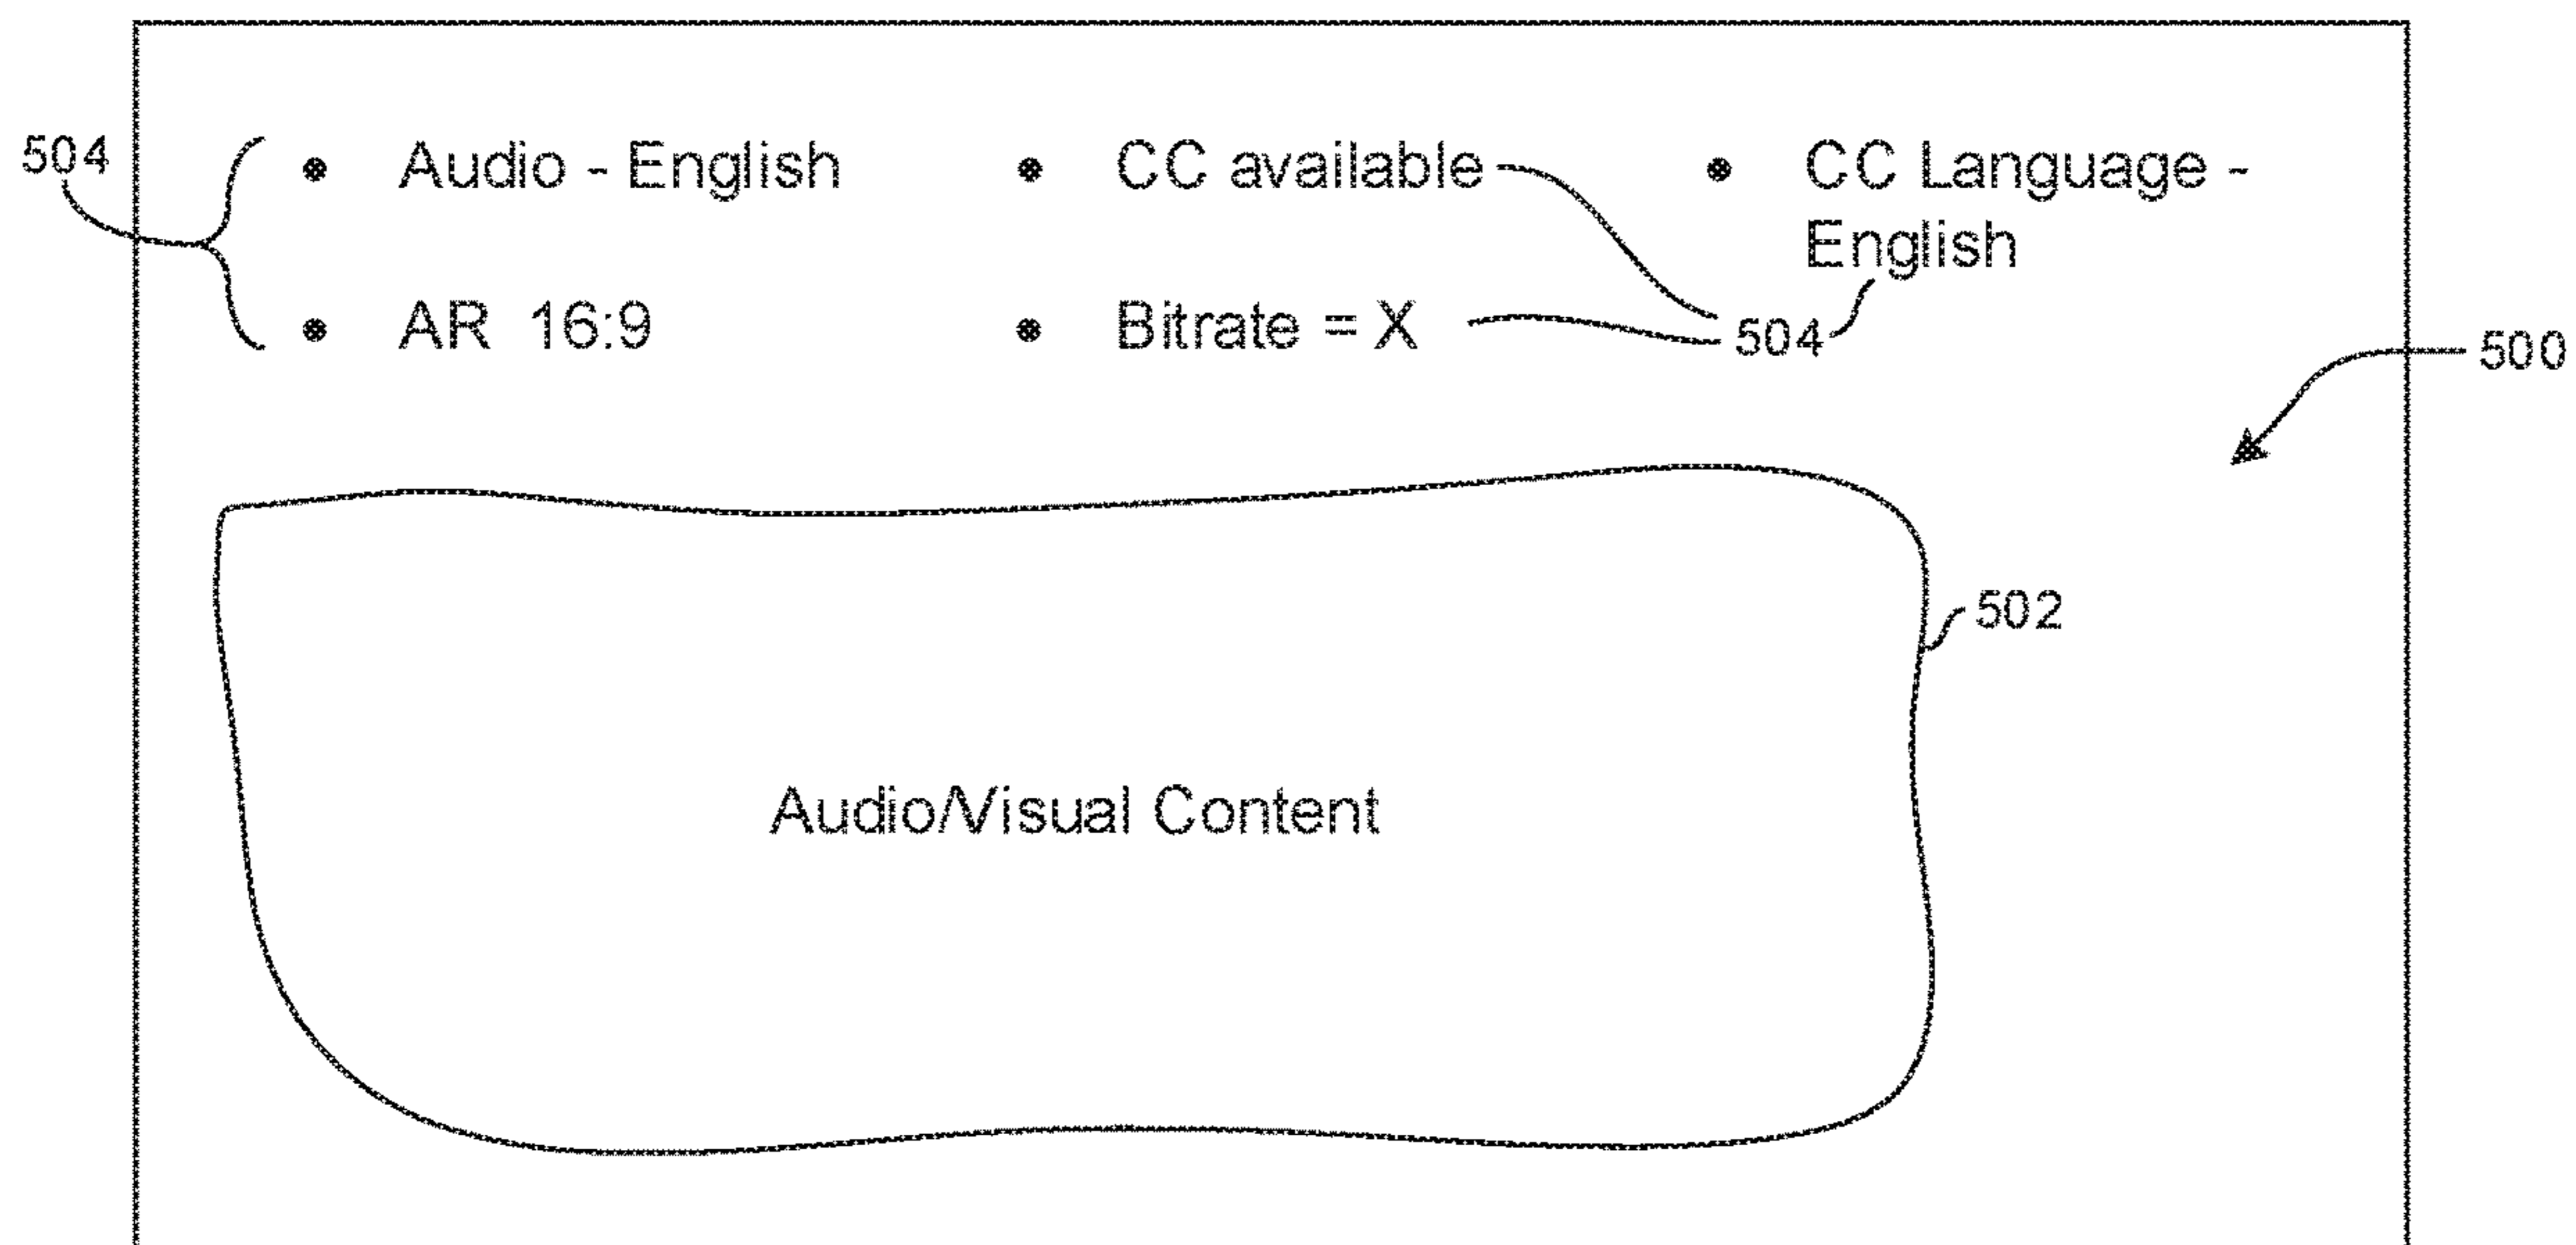 504
• Audio - English
• CC available
• CC Language -
English
• AR 16:9
• Bitrate = X
504
500
502
Audio/Visual Content